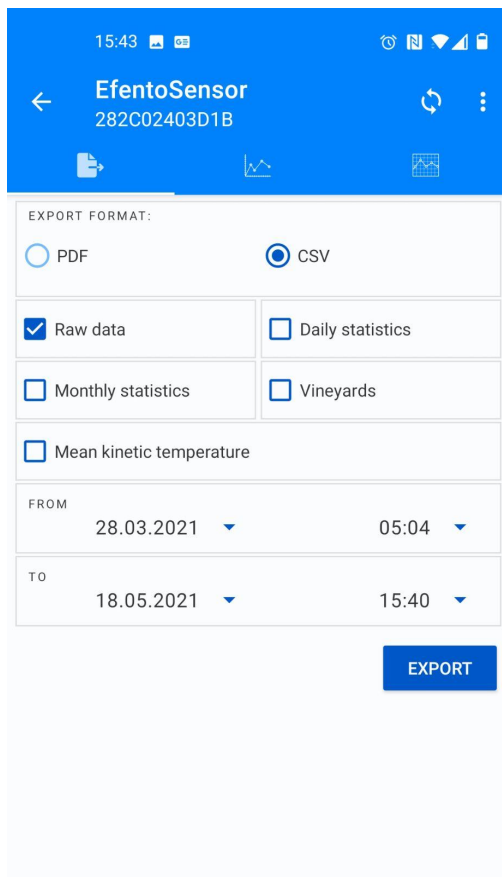 15:43
EfentoSensor
282C02403D1B
EXPORT FORMAT:
PDF
CSV
Raw data
Daily statistics
Monthly statistics
Vineyards
Mean kinetic temperature
FROM
28.03.2021 05:04
TO
18.05.2021 15:40
EXPORT